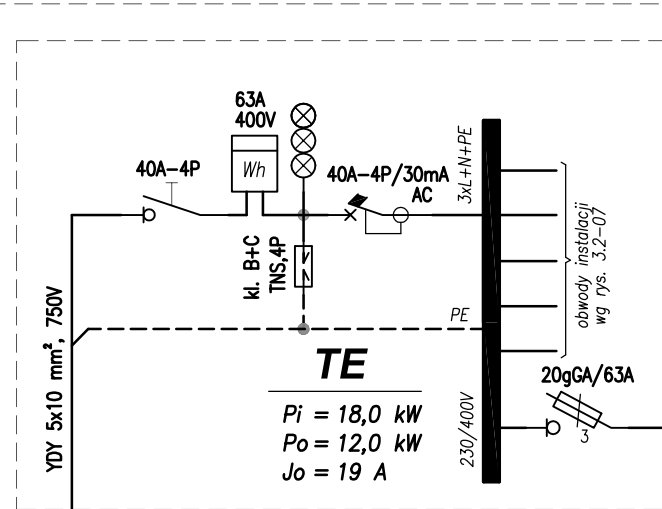 63A
400V
Wh
40A-4P
40A-4P/30mA
AC
3xL+N+PE
kl. B+C
TNS,4P
obwody instalacji
wg rys. 3.2-07
YDY 5x10 mm², 750V
PE
TE
Pi = 18,0 kW
Po = 12,0 kW
Jo = 19 A
230/400V
20gGA/63A
3